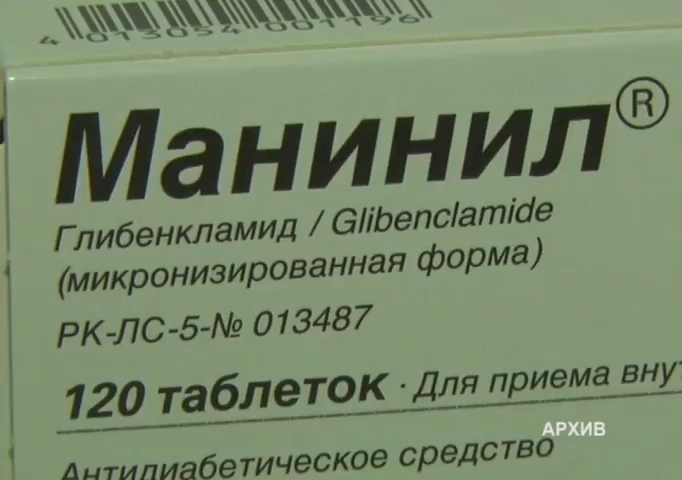 4 013054 001196
Манинил®
Глибенкламид / Glibenclamide
(микронизированная форма)
РК-ЛС-5-№ 013487
120 таблеток · Для приема
АРХИВ
Антидиабетическое средство